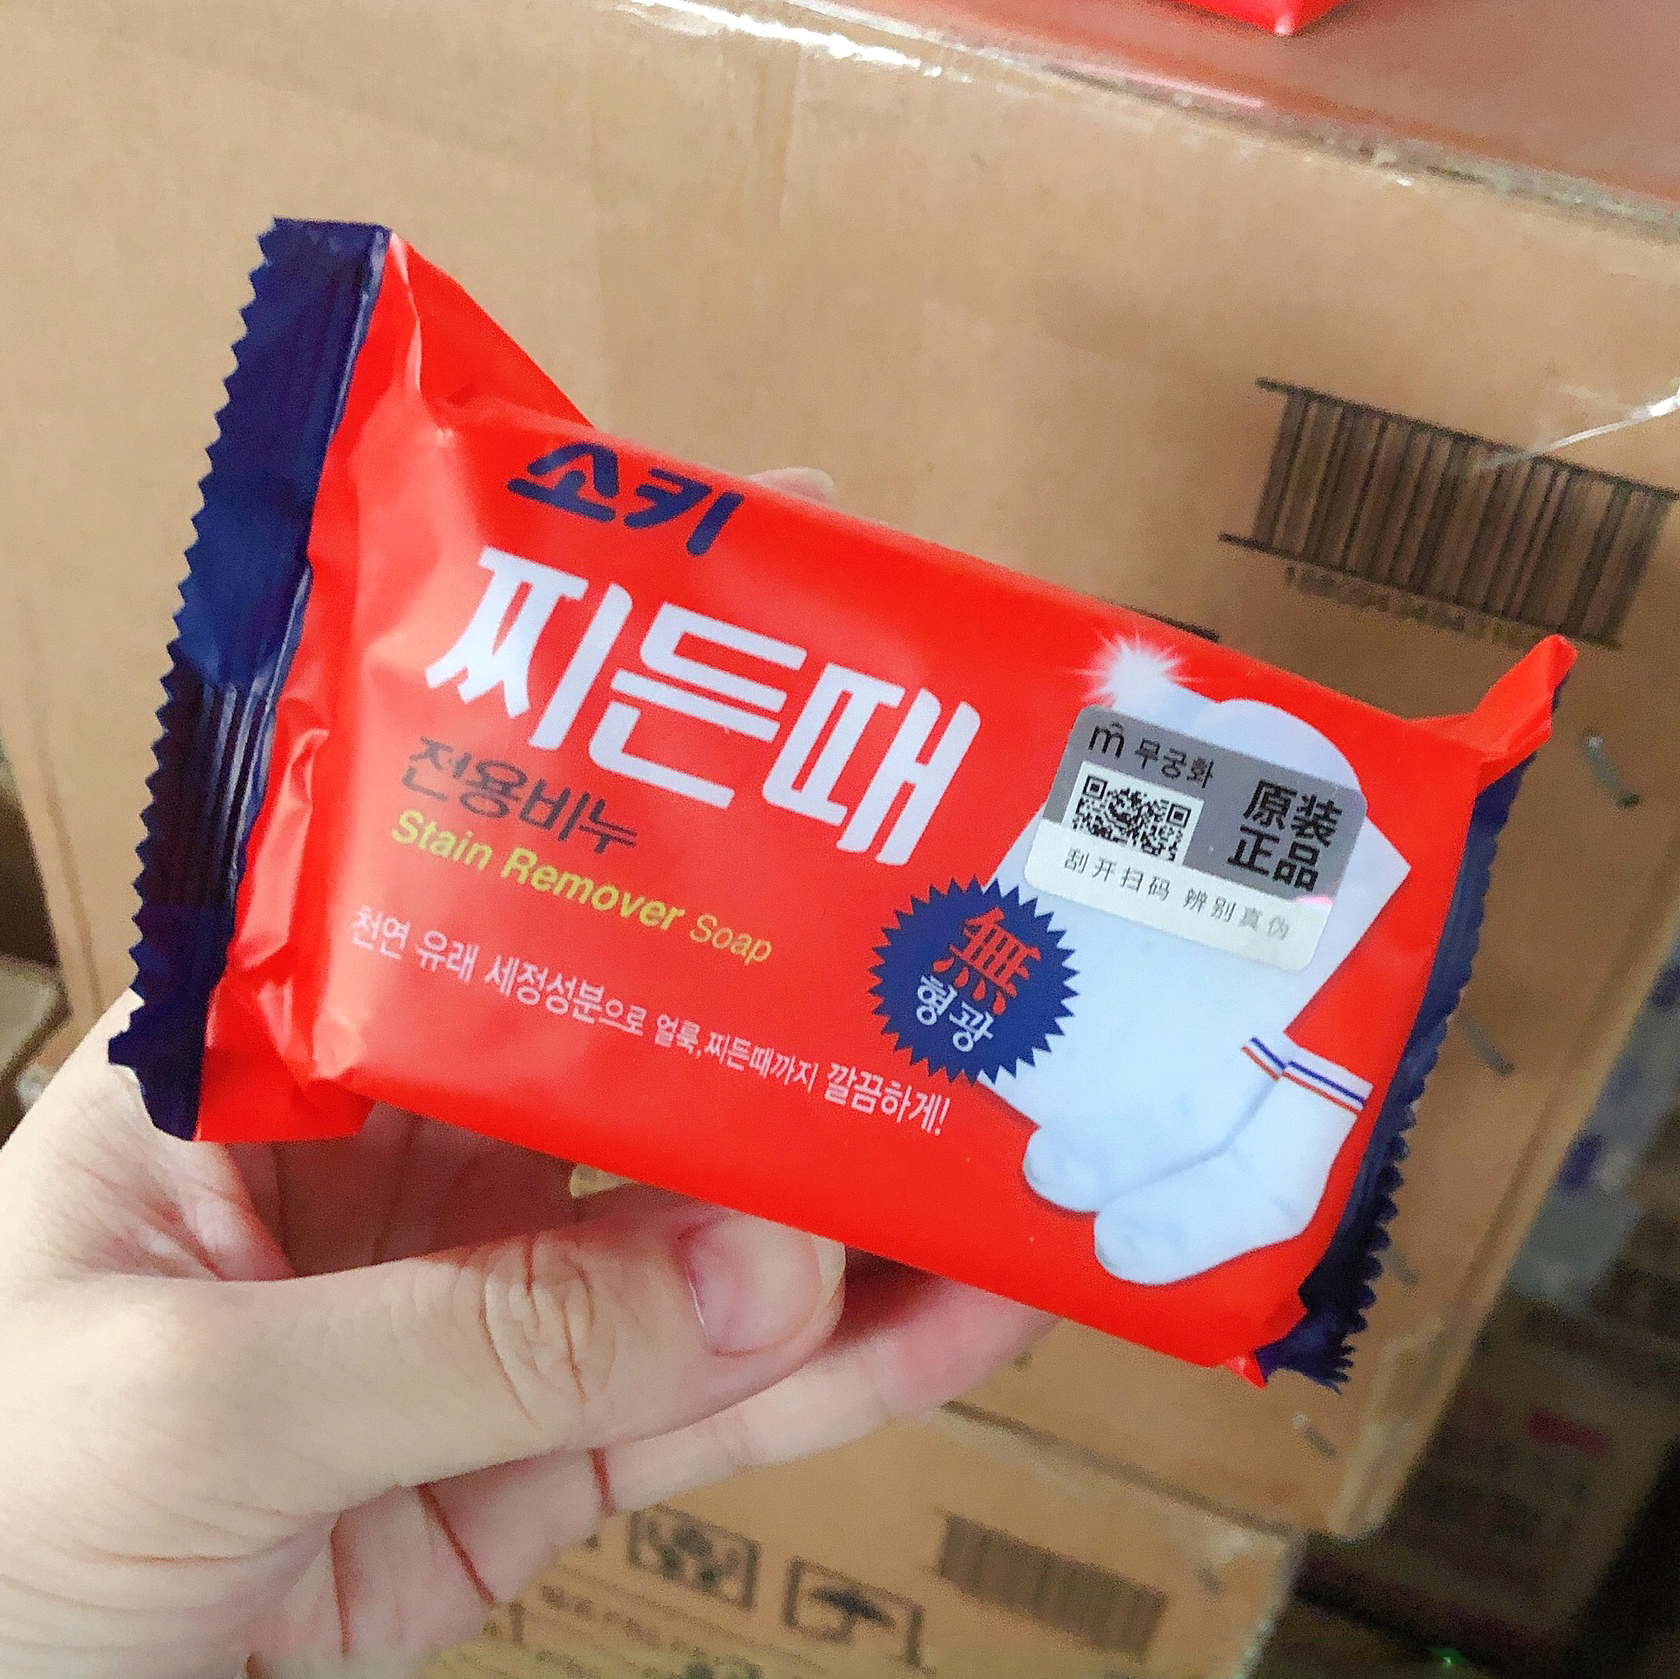 소키
찌든때
전용비누
Stain Remover Soap
천연 유래 세정성분으로 얼룩,찌든때까지 깔끔하게!
無
형광
m 무궁화
原装
正品
刮开扫码 辨别真伪